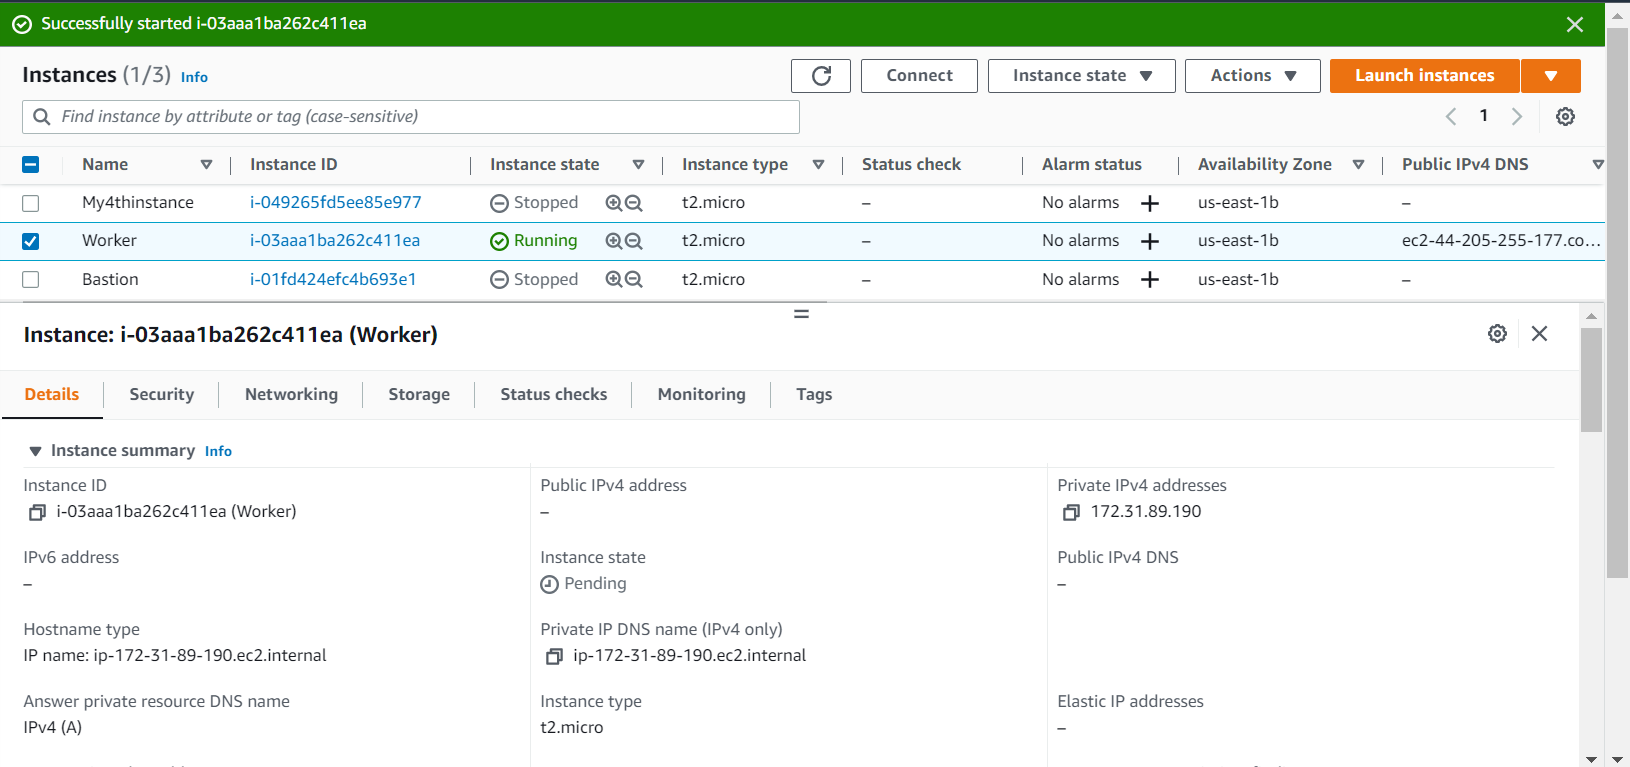 Successfully started i-03aaa1ba262c411ea
Instances (1/3) Info
Connect
Instance state
Actions
Launch instances
Find instance by attribute or tag (case-sensitive)
1
Name Instance ID Instance state Instance type Status check Alarm status Availability Zone Public IPv4 DNS
My4thinstance i-049265fd5ee85e977 Stopped t2.micro – No alarms + us-east-1b –
Worker i-03aaa1ba262c411ea Running t2.micro – No alarms + us-east-1b ec2-44-205-255-177.co...
Bastion i-01fd424efc4b693e1 Stopped t2.micro – No alarms + us-east-1b –
Instance: i-03aaa1ba262c411ea (Worker)
Details Security Networking Storage Status checks Monitoring Tags
Instance summary Info
Instance ID
i-03aaa1ba262c411ea (Worker)
Public IPv4 address
–
Private IPv4 addresses
172.31.89.190
IPv6 address
–
Instance state
Pending
Public IPv4 DNS
–
Hostname type
IP name: ip-172-31-89-190.ec2.internal
Private IP DNS name (IPv4 only)
ip-172-31-89-190.ec2.internal
Answer private resource DNS name
IPv4 (A)
Instance type
t2.micro
Elastic IP addresses
–